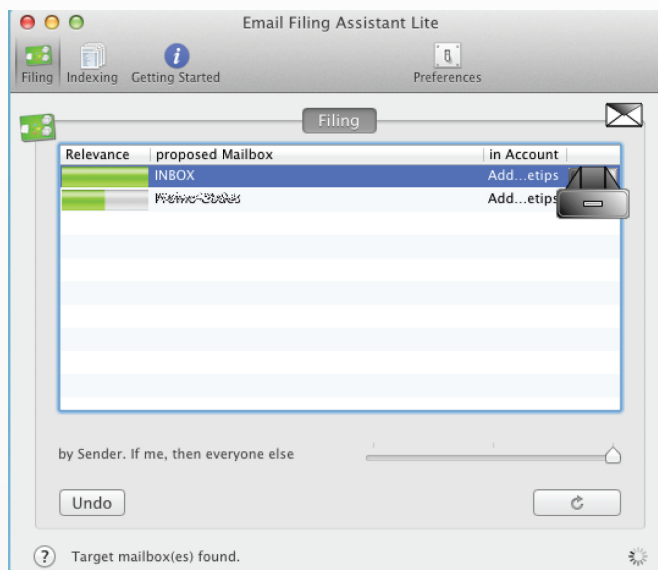 Email Filing Assistant Lite
Filing Indexing Getting Started Preferences
Filing
Relevance proposed Mailbox in Account
INBOX Add...etips
Add...etips
by Sender. If me, then everyone else
Undo
? Target mailbox(es) found.